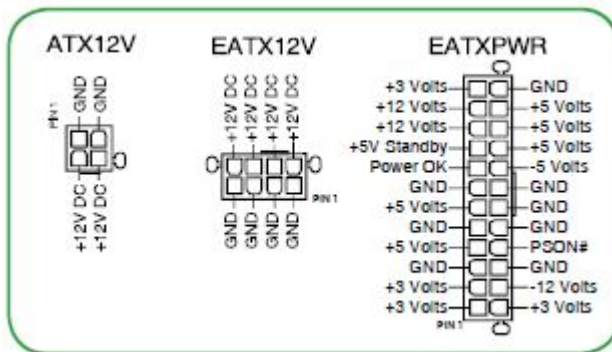 ATX12V EATX12V EATXPWR
GND GND
PIN 1
+12V DC +12V DC
+12V DC +12V DC +12V DC +12V DC
PIN 1
GND GND GND GND
+3 Volts GND
+12 Volts +5 Volts
+12 Volts +5 Volts
+5V Standby +5 Volts
Power OK -5 Volts
GND GND
+5 Volts GND
GND GND
+5 Volts PSON#
GND GND
+3 Volts -12 Volts
+3 Volts +3 Volts
PIN 1